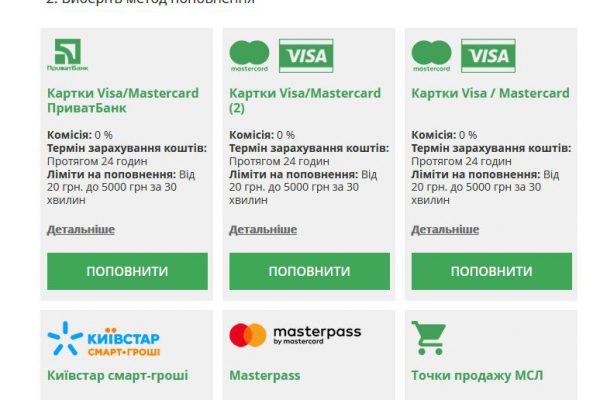 2. Виберіть метод поповнення
ПриватБанк
Картки Visa/Mastercard
ПриватБанк
Комісія: 0 %
Термін зарахування коштів:
Протягом 24 годин
Ліміти на поповнення: Від
20 грн. до 5000 грн за 30
хвилин
Детальніше
ПОПОВНИТИ
mastercard
VISA
Картки Visa/Mastercard
(2)
Комісія: 0 %
Термін зарахування коштів:
Протягом 24 годин
Ліміти на поповнення: Від
20 грн. до 5000 грн за 30
хвилин
Детальніше
ПОПОВНИТИ
mastercard
VISA
Картки Visa / Mastercard
Комісія: 0 %
Термін зарахування коштів:
Протягом 24 годин
Ліміти на поповнення: Від
20 грн. до 5000 грн за 30
хвилин
Детальніше
ПОПОВНИТИ
КИЇВСТАР
СМАРТ-ГРОШІ
Київстар смарт-гроші
masterpass
by mastercard
Masterpass
Точки продажу МСЛ